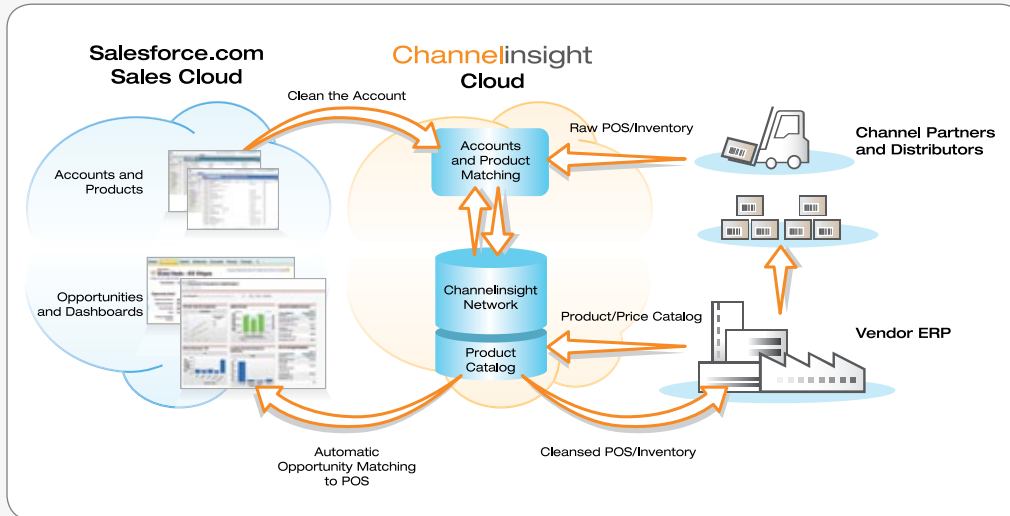 Salesforce.com
Sales Cloud
Channelinsight
Cloud
Clean the Account
Raw POS/Inventory
Accounts
and Product
Matching
Channel Partners
and Distributors
Accounts and
Products
Opportunities
and Dashboards
Channelinsight
Network
Product/Price Catalog
Vendor ERP
Product
Catalog
Automatic
Opportunity Matching
to POS
Cleansed POS/Inventory